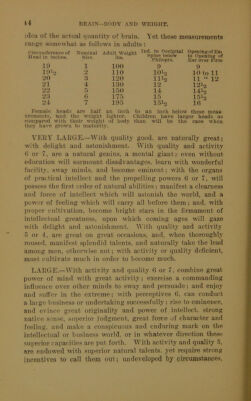 44 BRAIN—BODY AND WEIGHT.
idea of the actual quantity of brain. Yet these measurements
range somewhat as follows in adults:
Circumference of Head in Inches. Nominal Size. Adult Weight lbs. Ind. to Occipital Spine below Philopro. Opening of Ear to Opening of Ear over Firm
19 1 100 9 9
19½ 2 110 10½ 10 to 11
20 3 120 11½ 11 " 12
21 4 130 12 12½
22 5 150 14 14½
23 6 175 15 15½
24 7 195 15½ 16
Female heads are half an inch to an inch below these meas-
urements, and the weight lighter. Children have larger heads as
compared with their weight of body than will be the case when
they have grown to maturity.
VERY LARGE.—With quality good, are naturally great;
with delight and astonishment. With quality and activity
6 or 7, are a natural genius, a mental giant; even without
education will surmount disadvantages, learn with wonderful
facility, sway minds, and become eminent; with the organs
of practical intellect and the propelling powers 6 or 7, will
possess the first order of natural abilities; manifest a clearness
and force of intellect which will astonish the world, and a
power of feeling which will carry all before them; and, with
proper cultivation, become bright stars in the firmament of
intellectual greatness, upon which coming ages will gaze
with delight and astonishment. With quality and activity
5 or 4, are great on great occasions, and, when thoroughly
roused, manifest splendid talents, and naturally take the lead
among men, otherwise not; with activity or quality deficient,
must cultivate much in order to become much.
LARGE.—With activity and quality 6 or 7, combine great
power of mind with great activity; exercise a commanding
influence over other minds to sway and persuade; and enjoy
and suffer in the extreme; with perceptives 6, can conduct
a large business or undertaking successfully; rise to eminence,
and evince great originality and power of intellect, strong
native sense, superior judgment, great force of character and
feeling, and make a conspicuous and enduring mark on the
intellectual or business world, or in whatever direction these
superior capacities are put forth. With activity and quality 5,
are endowed with superior natural talents, yet require strong
incentives to call them out; undeveloped by circumstances,